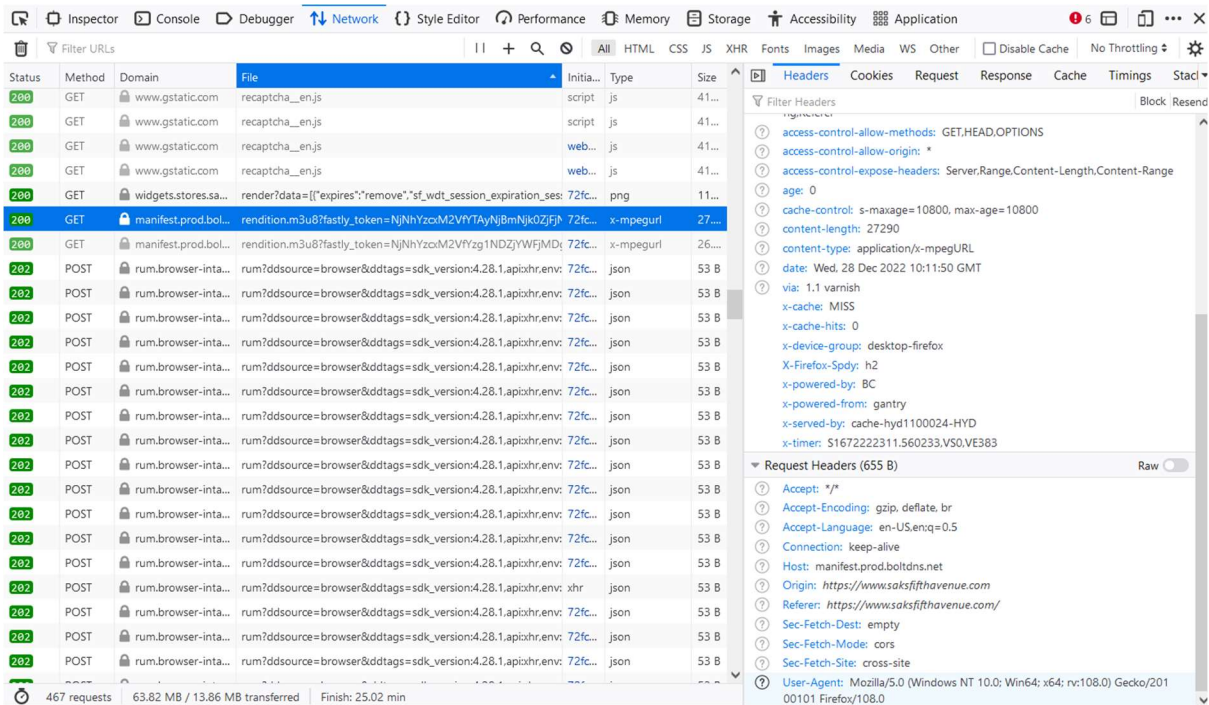 Inspector Console Debugger Network Style Editor Performance Memory Storage Accessibility Application 6
Filter URLs All HTML CSS JS XHR Fonts Images Media WS Other Disable Cache No Throttling
Status Method Domain File Initia... Type Size
200 GET www.gstatic.com recaptcha__en.js script js 41...
200 GET www.gstatic.com recaptcha__en.js script js 41...
200 GET www.gstatic.com recaptcha__en.js web... js 41...
200 GET www.gstatic.com recaptcha__en.js web... js 41...
200 GET widgets.stores.sa... render?data=[{"expires":"remove","sf_wdt_session_expiration_ses: 72fc... png 11...
200 GET manifest.prod.bol... 72fc... x-mpegurl 27....
200 GET manifest.prod.bol... 72fc... x-mpegurl 26....
202 POST rum.browser-inta... rum?ddsource=browser&ddtags=sdk_version:4.28.1,api:xhr,env: 72fc... json 53 B
202 POST rum.browser-inta... rum?ddsource=browser&ddtags=sdk_version:4.28.1,api:xhr,env: 72fc... json 53 B
202 POST rum.browser-inta... rum?ddsource=browser&ddtags=sdk_version:4.28.1,api:xhr,env: 72fc... json 53 B
202 POST rum.browser-inta... rum?ddsource=browser&ddtags=sdk_version:4.28.1,api:xhr,env: 72fc... json 53 B
202 POST rum.browser-inta... rum?ddsource=browser&ddtags=sdk_version:4.28.1,api:xhr,env: 72fc... json 53 B
202 POST rum.browser-inta... rum?ddsource=browser&ddtags=sdk_version:4.28.1,api:xhr,env: 72fc... json 53 B
202 POST rum.browser-inta... rum?ddsource=browser&ddtags=sdk_version:4.28.1,api:xhr,env: 72fc... json 53 B
202 POST rum.browser-inta... rum?ddsource=browser&ddtags=sdk_version:4.28.1,api:xhr,env: 72fc... json 53 B
202 POST rum.browser-inta... rum?ddsource=browser&ddtags=sdk_version:4.28.1,api:xhr,env: 72fc... json 53 B
202 POST rum.browser-inta... rum?ddsource=browser&ddtags=sdk_version:4.28.1,api:xhr,env: 72fc... json 53 B
202 POST rum.browser-inta... rum?ddsource=browser&ddtags=sdk_version:4.28.1,api:xhr,env: 72fc... json 53 B
202 POST rum.browser-inta... rum?ddsource=browser&ddtags=sdk_version:4.28.1,api:xhr,env: 72fc... json 53 B
202 POST rum.browser-inta... rum?ddsource=browser&ddtags=sdk_version:4.28.1,api:xhr,env: 72fc... json 53 B
202 POST rum.browser-inta... rum?ddsource=browser&ddtags=sdk_version:4.28.1,api:xhr,env: xhr json 53 B
202 POST rum.browser-inta... rum?ddsource=browser&ddtags=sdk_version:4.28.1,api:xhr,env: 72fc... json 53 B
202 POST rum.browser-inta... rum?ddsource=browser&ddtags=sdk_version:4.28.1,api:xhr,env: 72fc... json 53 B
202 POST rum.browser-inta... rum?ddsource=browser&ddtags=sdk_version:4.28.1,api:xhr,env: 72fc... json 53 B
467 requests 63.82 MB / 13.86 MB transferred Finish: 25.02 min
Headers Cookies Request Response Cache Timings Stack
Filter Headers Block Resend
access-control-allow-methods: GET,HEAD,OPTIONS
access-control-allow-origin: *
access-control-expose-headers: Server,Range,Content-Length,Content-Range
age: 0
cache-control: s-maxage=10800, max-age=10800
content-length: 27290
content-type: application/x-mpegURL
date: Wed, 28 Dec 2022 10:11:50 GMT
via: 1.1 varnish
x-cache: MISS
x-cache-hits: 0
x-device-group: desktop-firefox
X-Firefox-Spdy: h2
x-powered-by: BC
x-powered-from: gantry
x-served-by: cache-hyd1100024-HYD
x-timer: S1672222311.560233,VS0,VE383
Request Headers (655 B) Raw
Accept: */*
Accept-Encoding: gzip, deflate, br
Accept-Language: en-US,en;q=0.5
Connection: keep-alive
Host: manifest.prod.boltdns.net
Origin: https://www.saksfifthavenue.com
Referer: https://www.saksfifthavenue.com/
Sec-Fetch-Dest: empty
Sec-Fetch-Mode: cors
Sec-Fetch-Site: cross-site
User-Agent: Mozilla/5.0 (Windows NT 10.0; Win64; x64; rv:108.0) Gecko/201
00101 Firefox/108.0